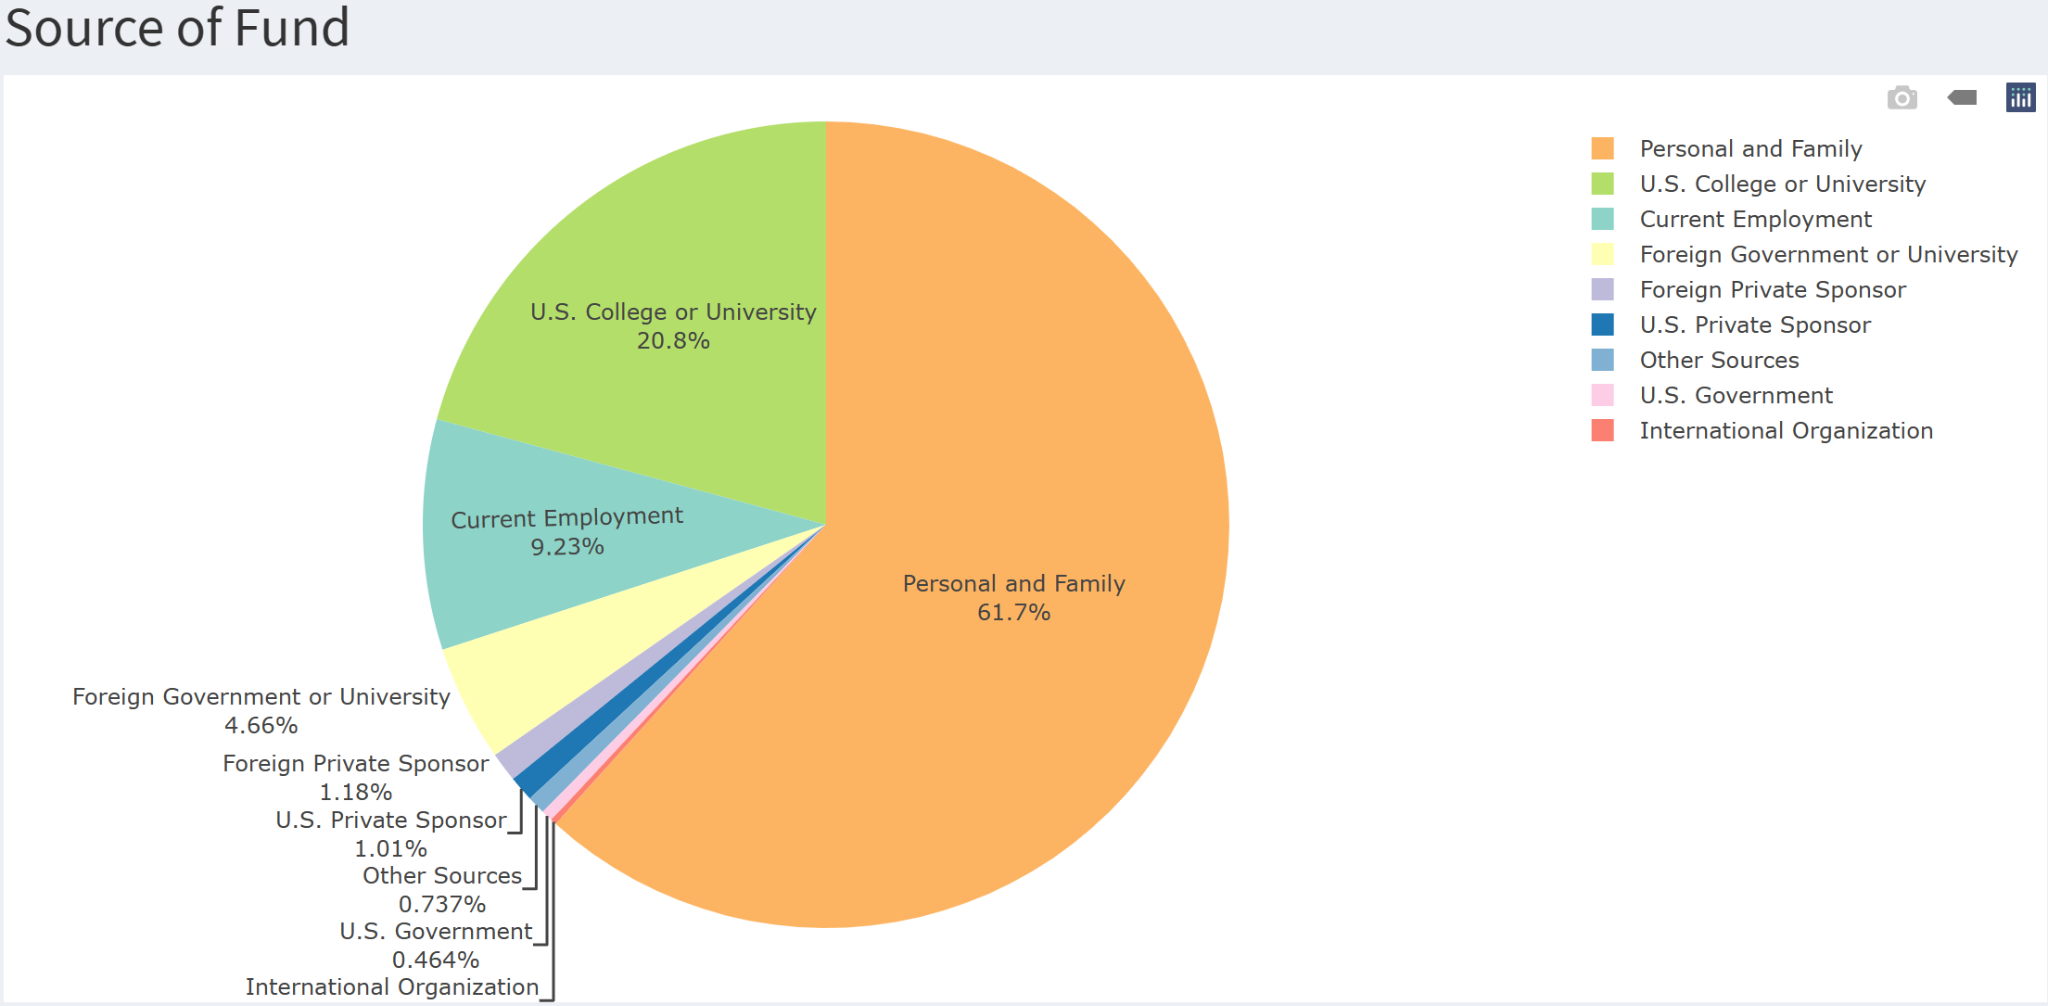 Source of Fund
Personal and Family
U.S. College or University
Current Employment
Foreign Government or University
Foreign Private Sponsor
U.S. Private Sponsor
Other Sources
U.S. Government
International Organization
U.S. College or University
20.8%
Current Employment
9.23%
Personal and Family
61.7%
Foreign Government or University
4.66%
Foreign Private Sponsor
1.18%
U.S. Private Sponsor
1.01%
Other Sources
0.737%
U.S. Government
0.464%
International Organization